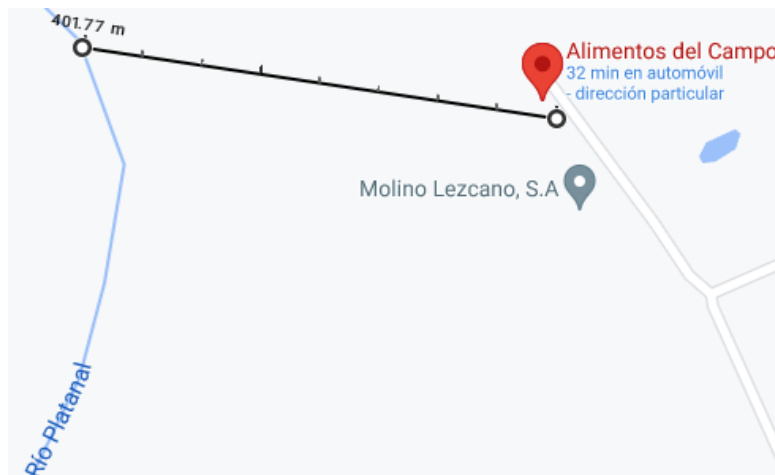 401.77 m
Alimentos del Campo
32 min en automóvil
- dirección particular
Molino Lezcano, S.A
Río Platanal